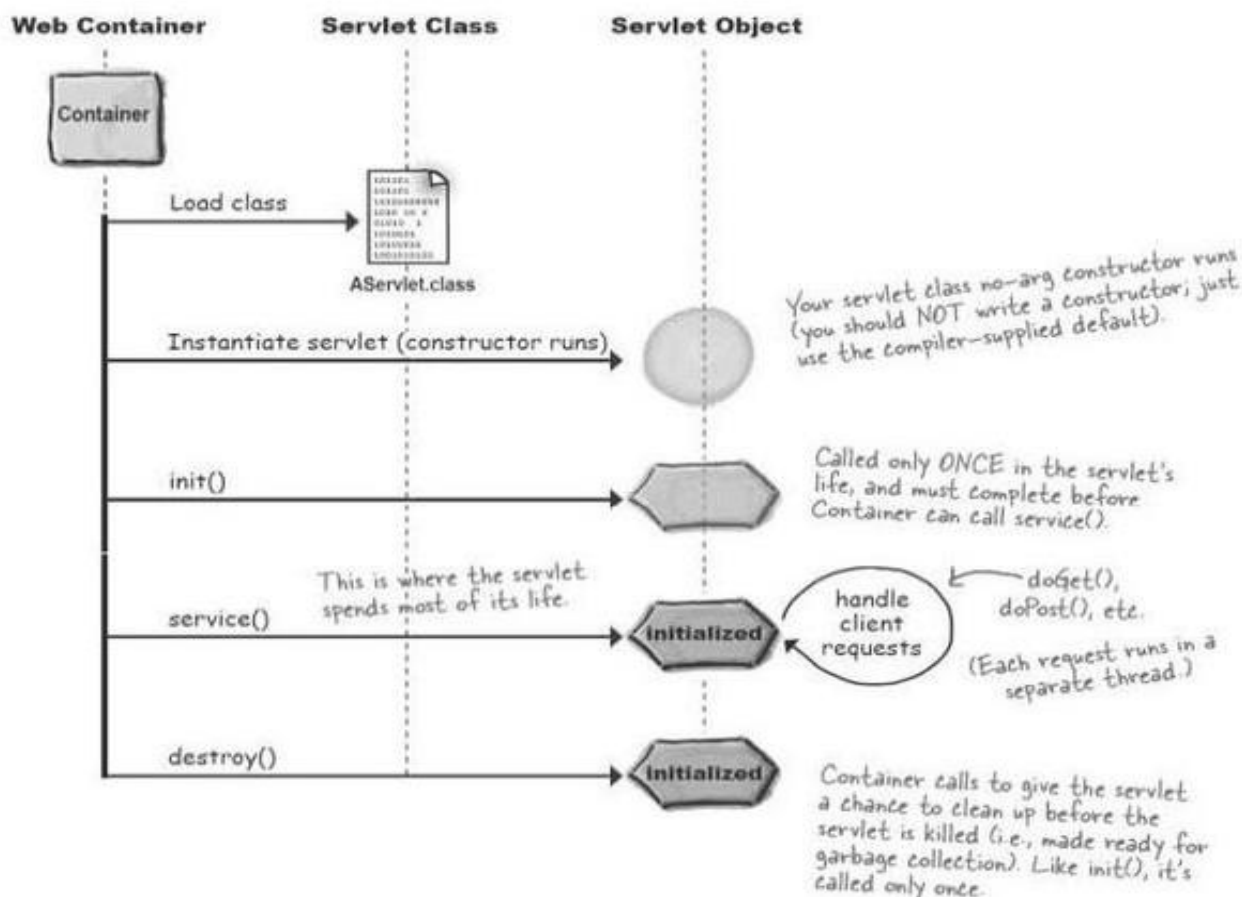 Web Container
Servlet Class
Servlet Object
Container
Load class
AServlet.class
Your servlet class no-arg constructor runs
(you should NOT write a constructor; just
use the compiler-supplied default).
Instantiate servlet (constructor runs)
init()
Called only ONCE in the servlet's
life, and must complete before
Container can call service().
This is where the servlet
spends most of its life.
service()
initialized
handle
client
requests
doGet(),
doPost(), etc.
(Each request runs in a
separate thread.)
destroy()
initialized
Container calls to give the servlet
a chance to clean up before the
servlet is killed (i.e., made ready for
garbage collection). Like init(), it's
called only once.